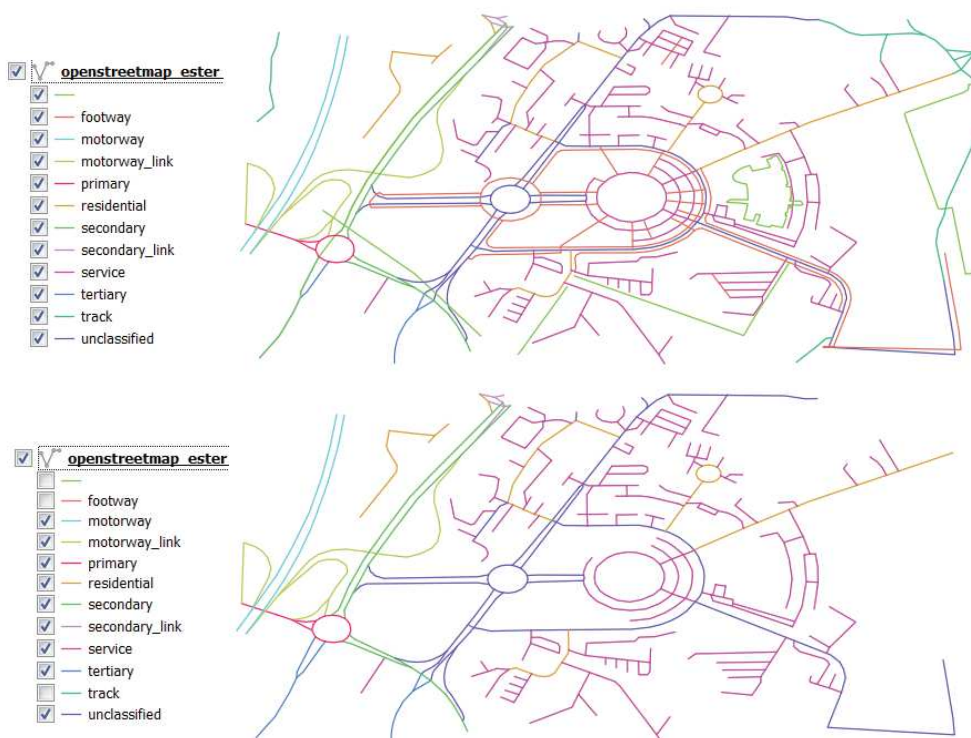 openstreetmap_ester
footway
motorway
motorway_link
primary
residential
secondary
secondary_link
service
tertiary
track
unclassified
openstreetmap_ester
footway
motorway
motorway_link
primary
residential
secondary
secondary_link
service
tertiary
track
unclassified